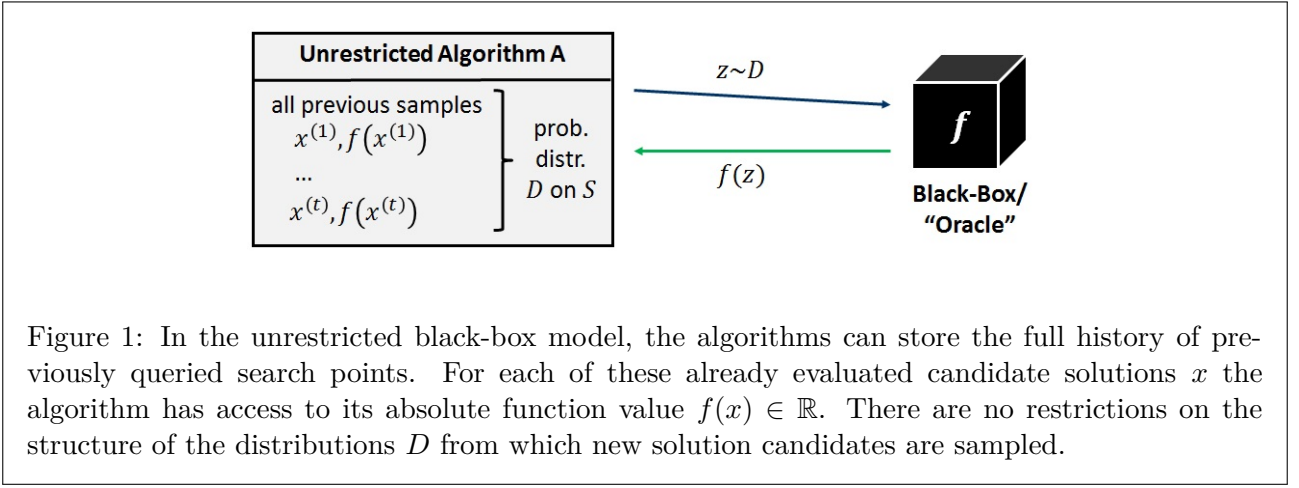 Unrestricted Algorithm A
all previous samples
x^(1), f(x^(1))
...
x^(t), f(x^(t))
prob.
distr.
D on S
z~D
f(z)
f
Black-Box/
“Oracle”
Figure 1: In the unrestricted black-box model, the algorithms can store the full history of pre-
viously queried search points. For each of these already evaluated candidate solutions x the
algorithm has access to its absolute function value f(x) ∈ ℝ. There are no restrictions on the
structure of the distributions D from which new solution candidates are sampled.